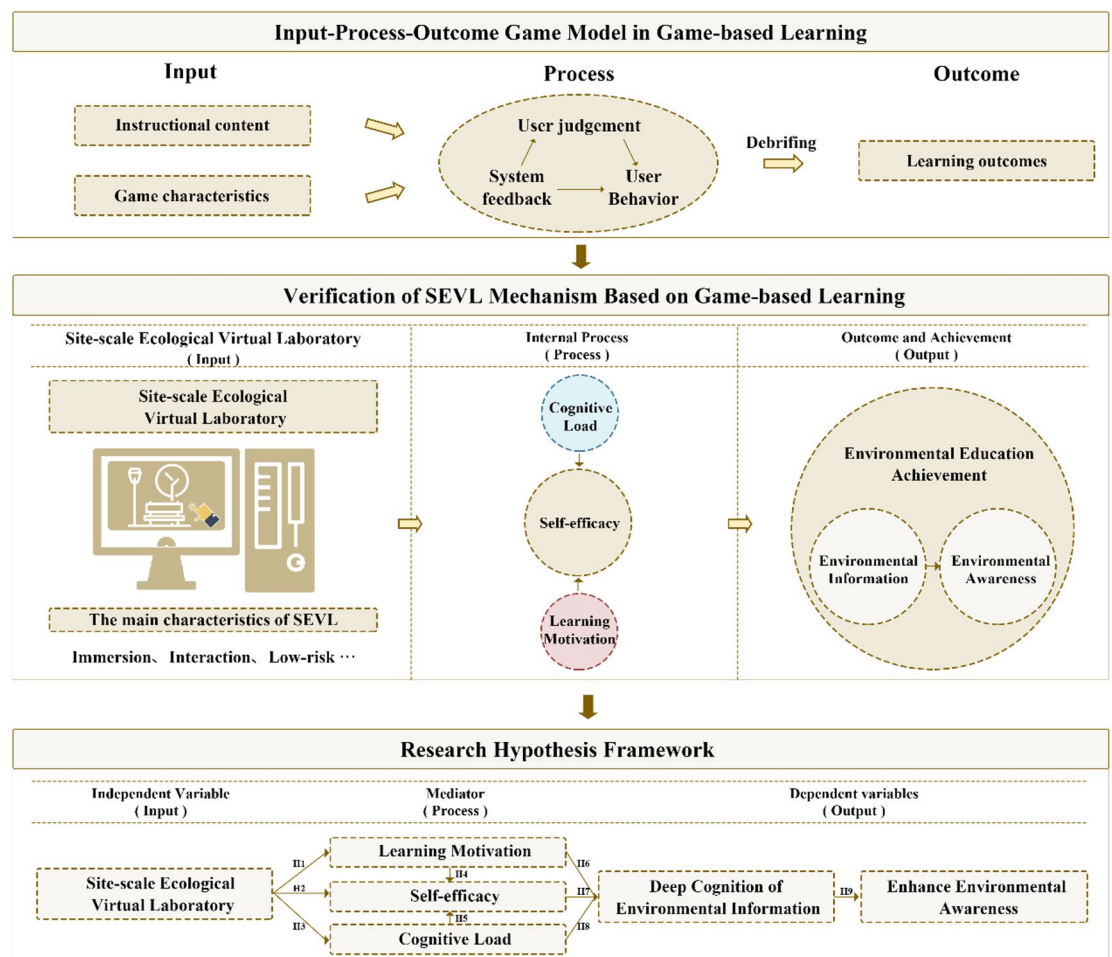 Input-Process-Outcome Game Model in Game-based Learning
Input
Process
Outcome
Instructional content
Game characteristics
User judgement
System
feedback
User
Behavior
Debrifing
Learning outcomes
Verification of SEVL Mechanism Based on Game-based Learning
Site-scale Ecological Virtual Laboratory
( Input )
Internal Process
( Process )
Outcome and Achievement
( Output )
Site-scale Ecological
Virtual Laboratory
The main characteristics of SEVL
Immersion、Interaction、Low-risk ···
Cognitive
Load
Self-efficacy
Learning
Motivation
Environmental Education
Achievement
Environmental
Information
Environmental
Awareness
Research Hypothesis Framework
Independent Variable
( Input )
Mediator
( Process )
Dependent variables
( Output )
Site-scale Ecological
Virtual Laboratory
H1
H2
H3
Learning Motivation
H4
Self-efficacy
H5
Cognitive Load
H6
H7
H8
Deep Cognition of
Environmental Information
H9
Enhance Environmental
Awareness